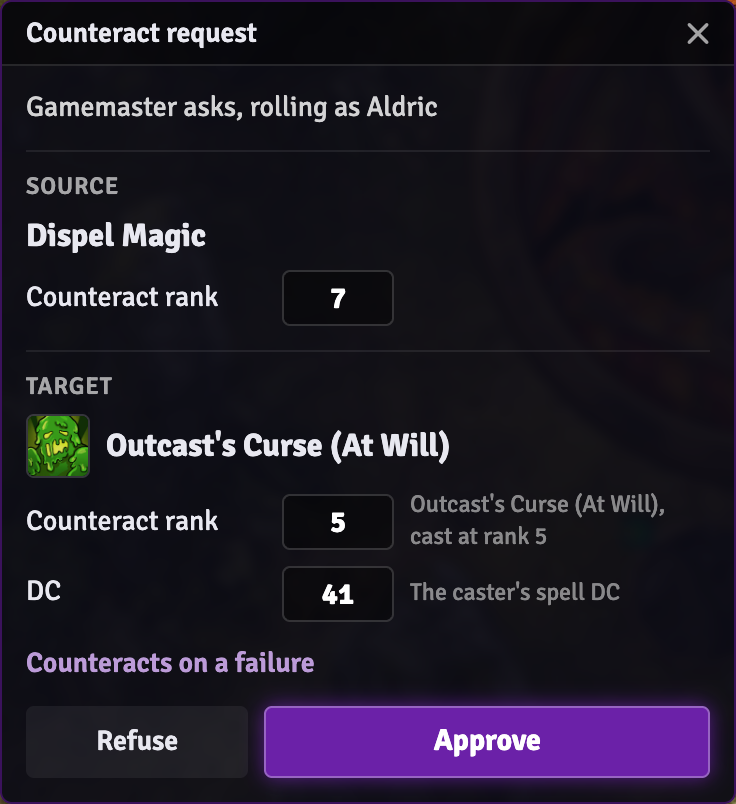 Counteract request
Gamemaster asks, rolling as Aldric
SOURCE
Dispel Magic
Counteract rank
7
TARGET
Outcast's Curse (At Will)
Counteract rank
5
Outcast's Curse (At Will),
cast at rank 5
DC
41
The caster's spell DC
Counteracts on a failure
Refuse
Approve